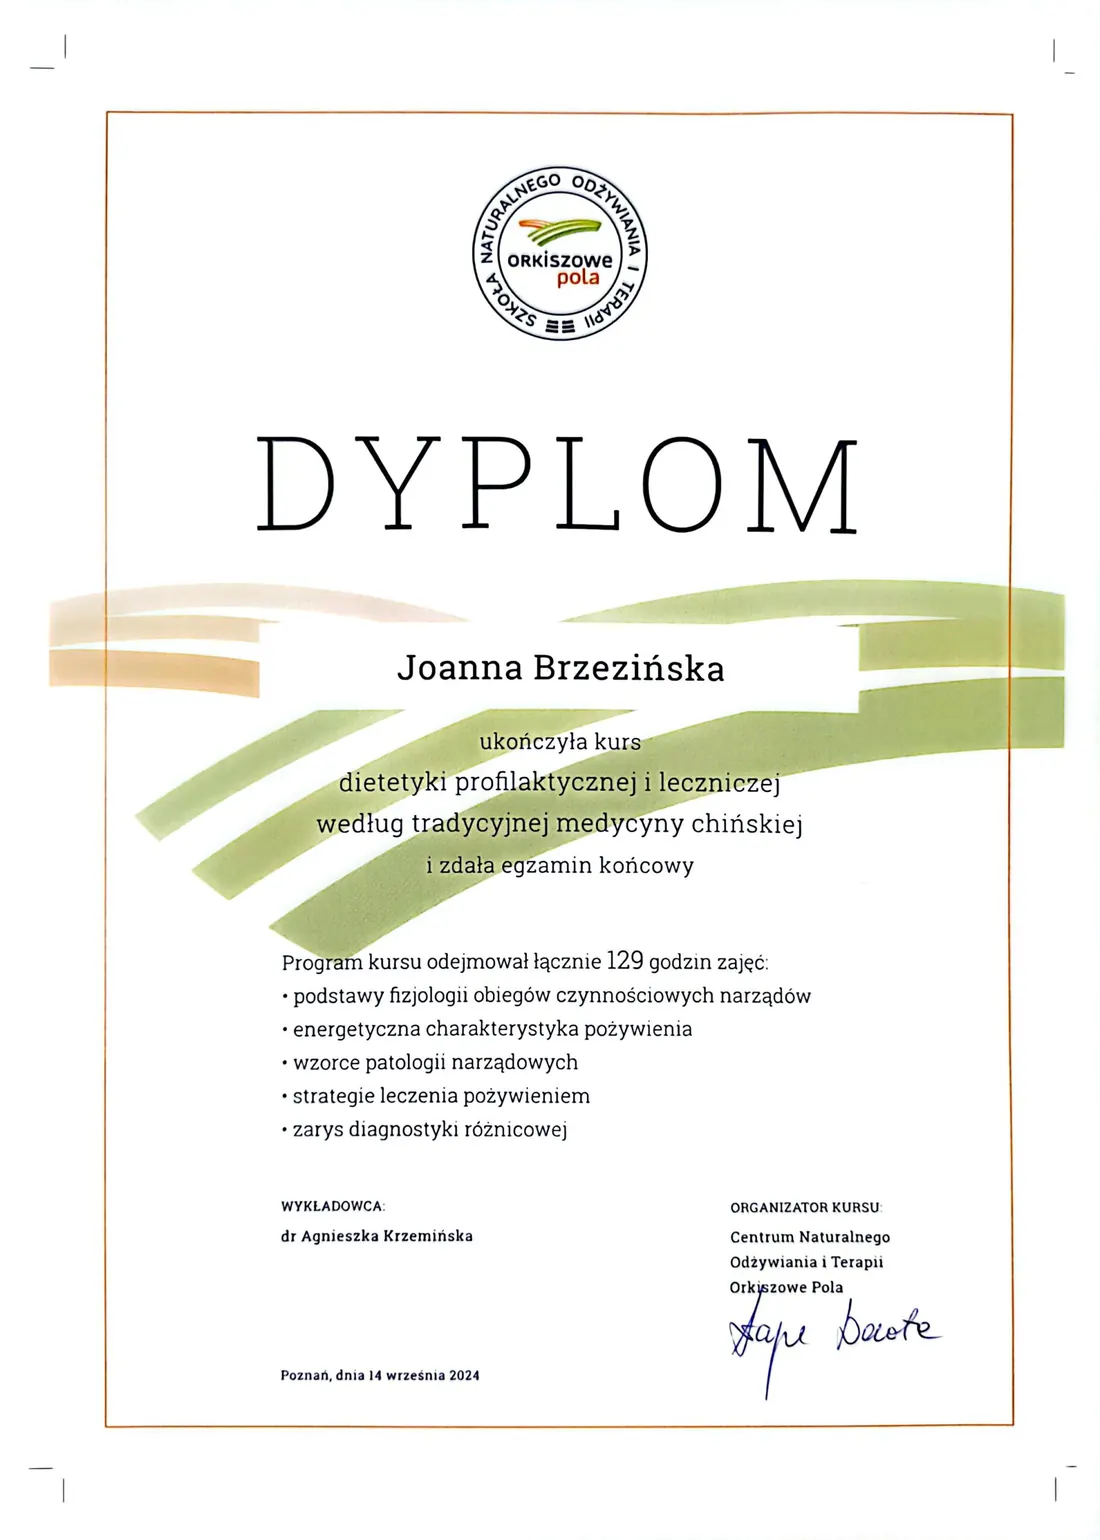 SZKOŁA NATURALNEGO ODŻYWIANIA I TERAPII
ORKiSZOWE
pola
DYPLOM
Joanna Brzezińska
ukończyła kurs
dietetyki profilaktycznej i leczniczej
według tradycyjnej medycyny chińskiej
i zdała egzamin końcowy
Program kursu odejmował łącznie 129 godzin zajęć:
• podstawy fizjologii obiegów czynnościowych narządów
• energetyczna charakterystyka pożywienia
• wzorce patologii narządowych
• strategie leczenia pożywieniem
• zarys diagnostyki różnicowej
WYKŁADOWCA:
dr Agnieszka Krzemińska
ORGANIZATOR KURSU:
Centrum Naturalnego
Odżywiania i Terapii
Orkiszowe Pola
Poznań, dnia 14 września 2024